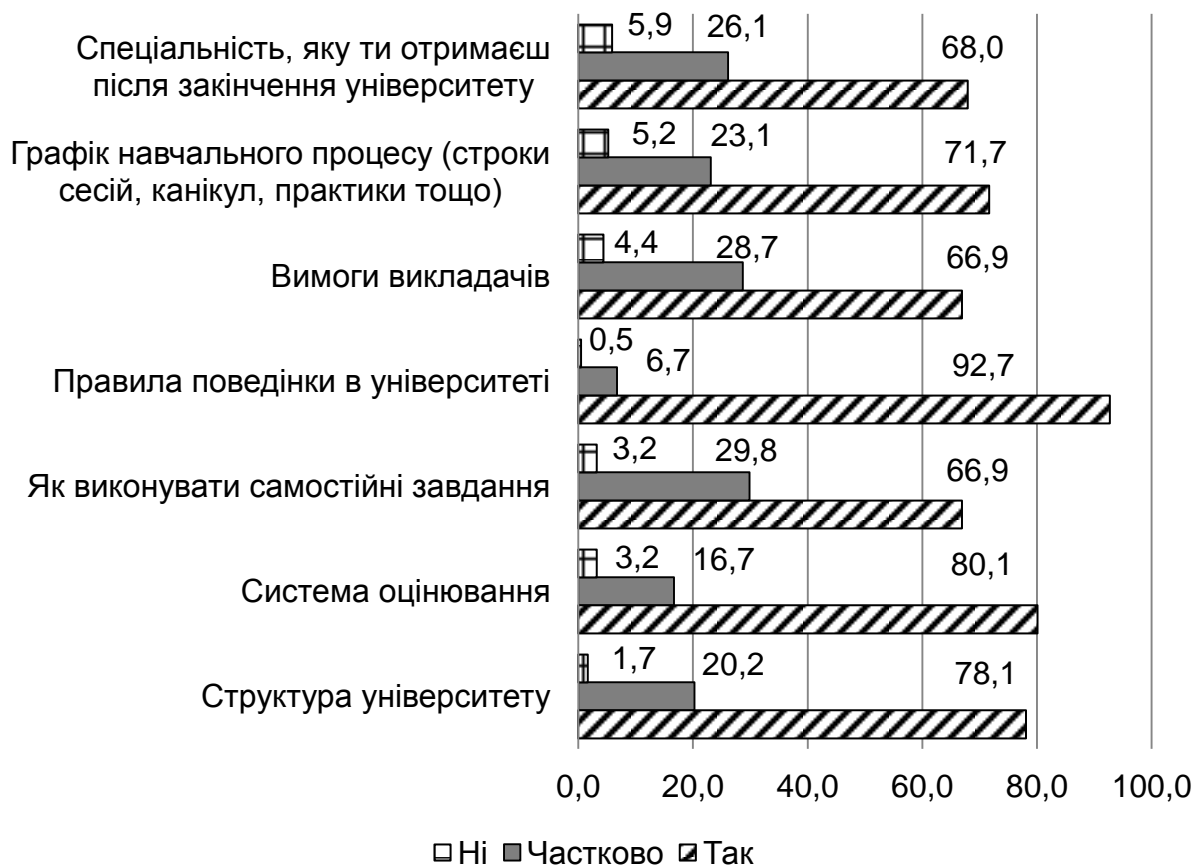 5,9 26,1 68,0
Спеціальність, яку ти отримаєш
після закінчення університету
5,2 23,1 71,7
Графік навчального процесу (строки
сесій, канікул, практики тощо)
4,4 28,7 66,9
Вимоги викладачів
0,5 6,7 92,7
Правила поведінки в університеті
3,2 29,8 66,9
Як виконувати самостійні завдання
3,2 16,7 80,1
Система оцінювання
1,7 20,2 78,1
Структура університету
0,0 20,0 40,0 60,0 80,0 100,0
Ні Частково Так